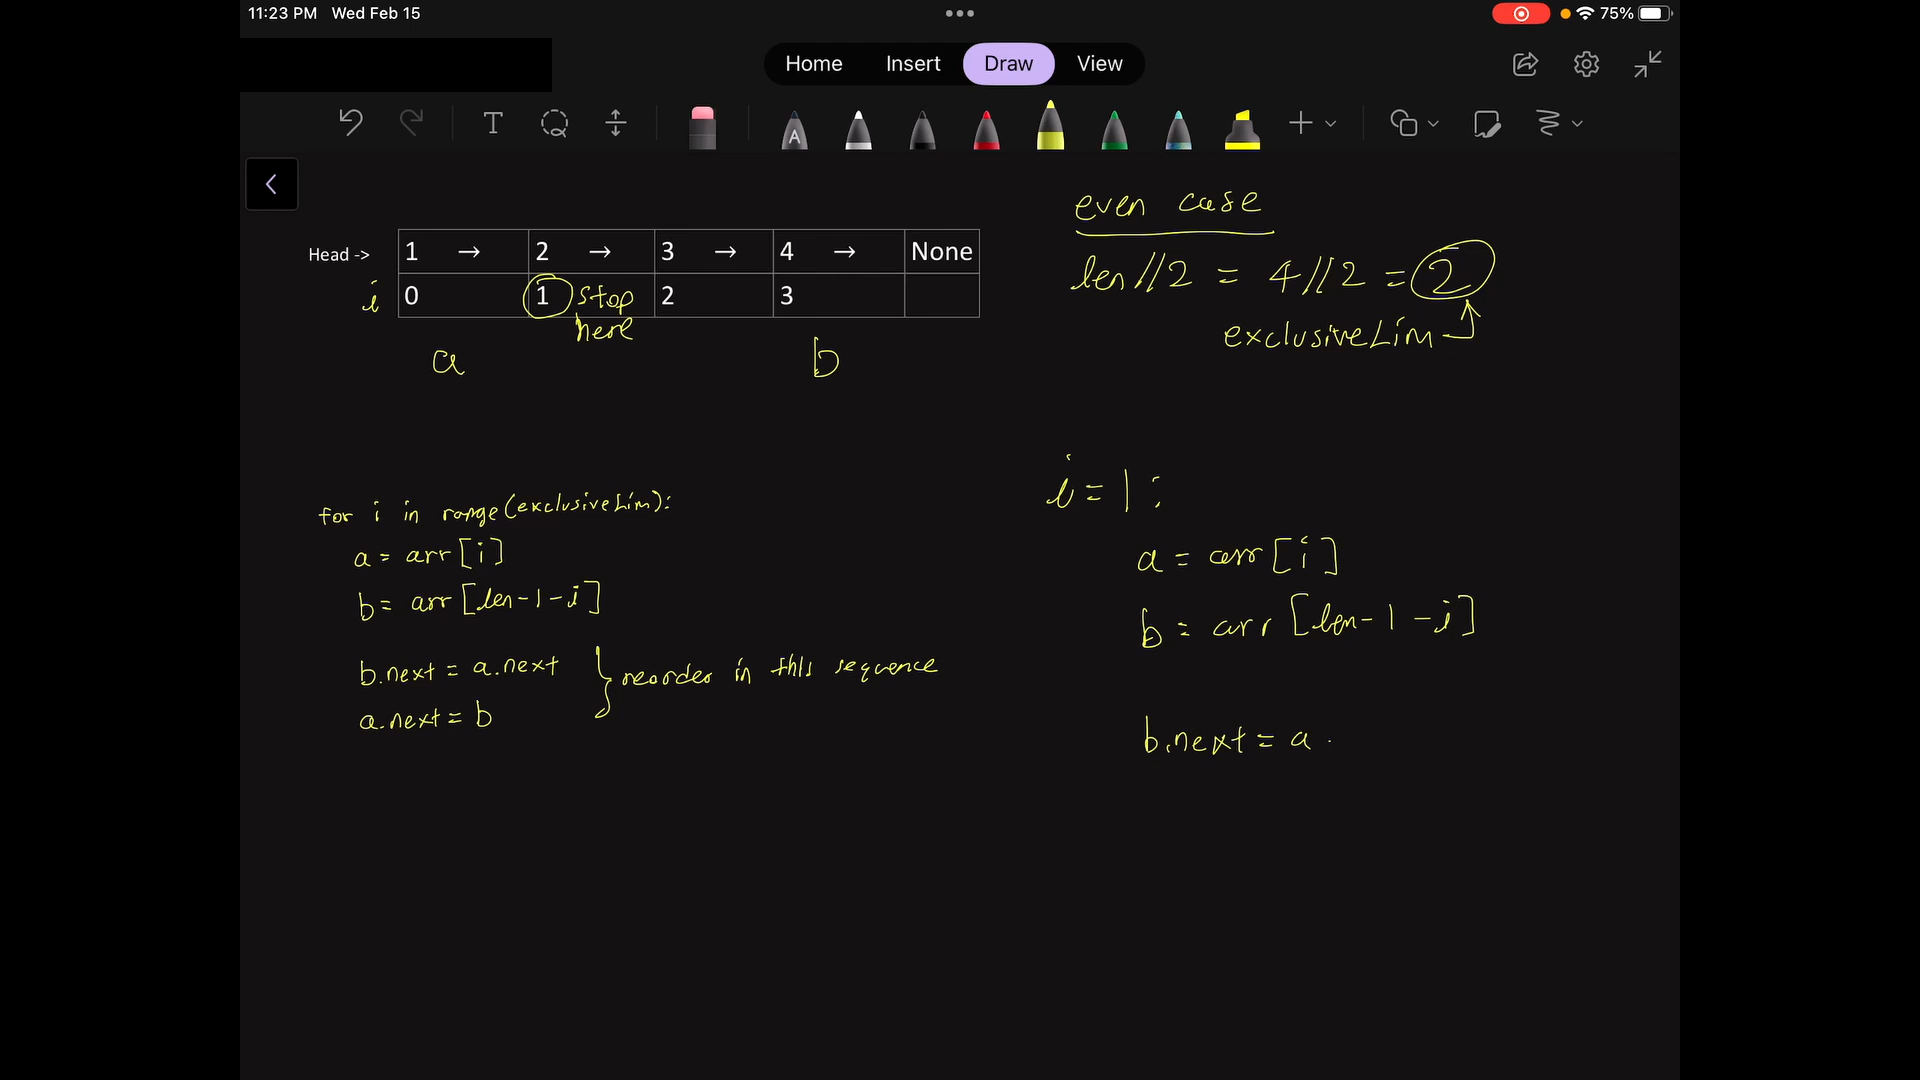 11:23 PM Wed Feb 15
75%
Home Insert Draw View
T
A
even case
Head -> 1 → 2 → 3 → 4 → None
len//2 = 4//2 = 2
i 0 1 stop here 2 3
exclusiveLim
a b
i = 1 :
for i in range(exclusiveLim):
a = arr[i]
b = arr[len-1-i]
b.next = a.next
a.next = b
reorder in this sequence
a = arr[i]
b = arr[len-1-i]
b.next = a.